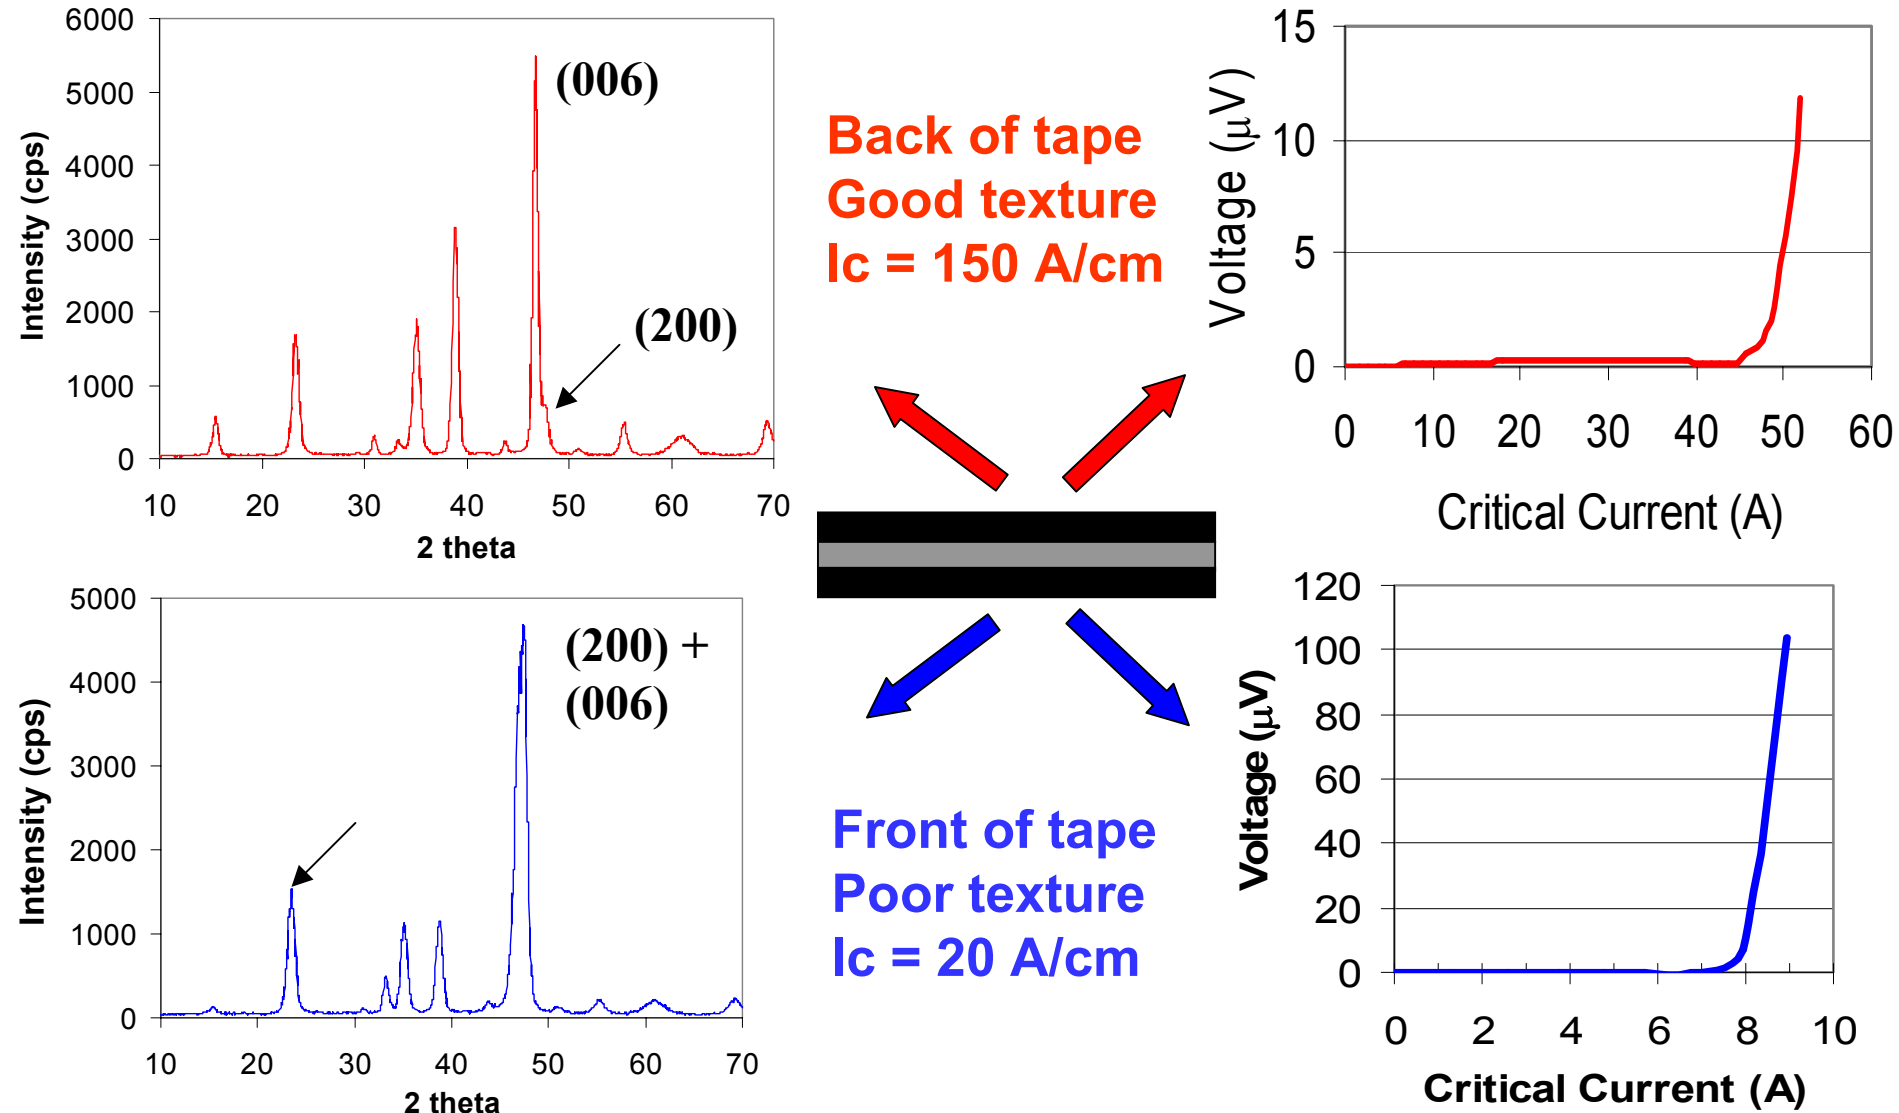 6000
5000
4000
3000
2000
1000
0
Intensity (cps)
(006)
(200)
10 20 30 40 50 60 70
2 theta
Back of tape
Good texture
Ic = 150 A/cm
15
10
5
0
Voltage (μV)
0 10 20 30 40 50 60
Critical Current (A)
5000
4000
3000
2000
1000
0
Intensity (cps)
(200) +
(006)
10 20 30 40 50 60 70
2 theta
Front of tape
Poor texture
Ic = 20 A/cm
120
100
80
60
40
20
0
Voltage (μV)
0 2 4 6 8 10
Critical Current (A)